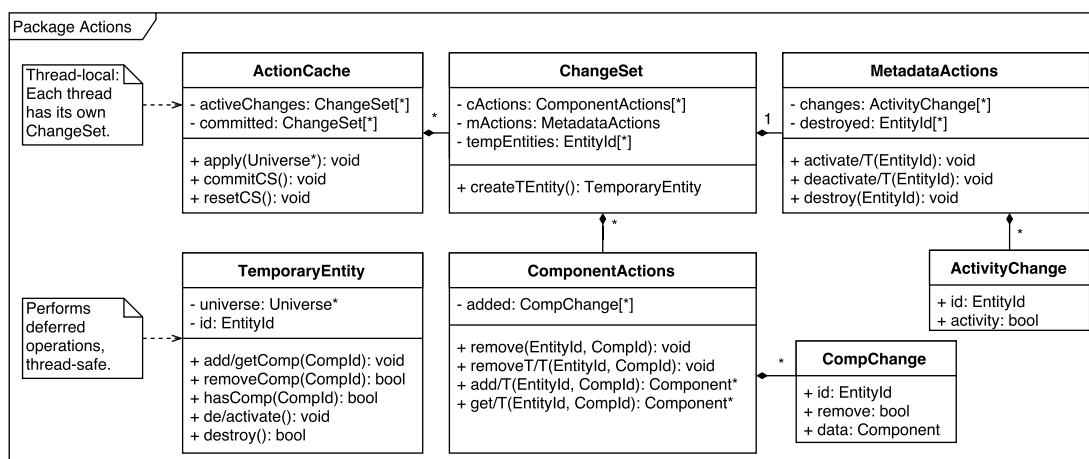 Package Actions
Thread-local:
Each thread
has its own
ChangeSet.
ActionCache
- activeChanges: ChangeSet[*]
- committed: ChangeSet[*]
+ apply(Universe*): void
+ commitCS(): void
+ resetCS(): void
*
ChangeSet
- cActions: ComponentActions[*]
- mActions: MetadataActions
- tempEntities: EntityId[*]
+ createTEntity(): TemporaryEntity
1
MetadataActions
- changes: ActivityChange[*]
- destroyed: EntityId[*]
+ activate/T(EntityId): void
+ deactivate/T(EntityId): void
+ destroy(EntityId): void
*
*
ActivityChange
+ id: EntityId
+ activity: bool
Performs
deferred
operations,
thread-safe.
TemporaryEntity
- universe: Universe*
- id: EntityId
+ add/getComp(CompId): void
+ removeComp(CompId): bool
+ hasComp(CompId): bool
+ de/activate(): void
+ destroy(): bool
ComponentActions
- added: CompChange[*]
+ remove(EntityId, CompId): void
+ removeT/T(EntityId, CompId): void
+ add/T(EntityId, CompId): Component*
+ get/T(EntityId, CompId): Component*
*
CompChange
+ id: EntityId
+ remove: bool
+ data: Component